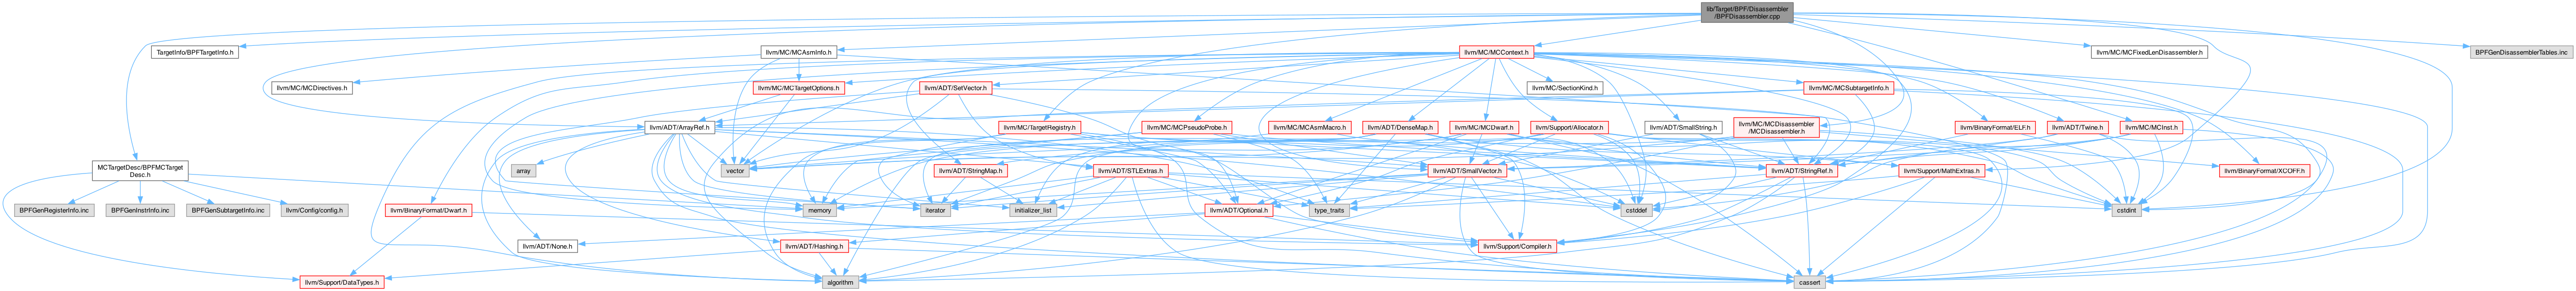 lib/Target/BPF/Disassembler
/BPFDisassembler.cpp
TargetInfo/BPFTargetInfo.h
llvm/MC/MCAsmInfo.h
llvm/MC/MCContext.h
llvm/MC/MCFixedLenDisassembler.h
BPFGenDisassemblerTables.inc
llvm/MC/MCDirectives.h
llvm/MC/MCTargetOptions.h
llvm/ADT/SetVector.h
llvm/MC/SectionKind.h
llvm/MC/MCSubtargetInfo.h
llvm/ADT/ArrayRef.h
llvm/MC/TargetRegistry.h
llvm/MC/MCPseudoProbe.h
llvm/MC/MCAsmMacro.h
llvm/ADT/DenseMap.h
llvm/MC/MCDwarf.h
llvm/Support/Allocator.h
llvm/ADT/SmallString.h
llvm/MC/MCDisassembler
/MCDisassembler.h
llvm/BinaryFormat/ELF.h
llvm/ADT/Twine.h
llvm/MC/MCInst.h
MCTargetDesc/BPFMCTarget
Desc.h
array
vector
llvm/ADT/StringMap.h
llvm/ADT/STLExtras.h
llvm/ADT/SmallVector.h
llvm/ADT/StringRef.h
llvm/Support/MathExtras.h
llvm/BinaryFormat/XCOFF.h
BPFGenRegisterInfo.inc
BPFGenInstrInfo.inc
BPFGenSubtargetInfo.inc
llvm/Config/config.h
llvm/BinaryFormat/Dwarf.h
memory
iterator
initializer_list
llvm/ADT/Optional.h
type_traits
cstddef
cstdint
llvm/ADT/None.h
llvm/ADT/Hashing.h
llvm/Support/Compiler.h
llvm/Support/DataTypes.h
algorithm
cassert